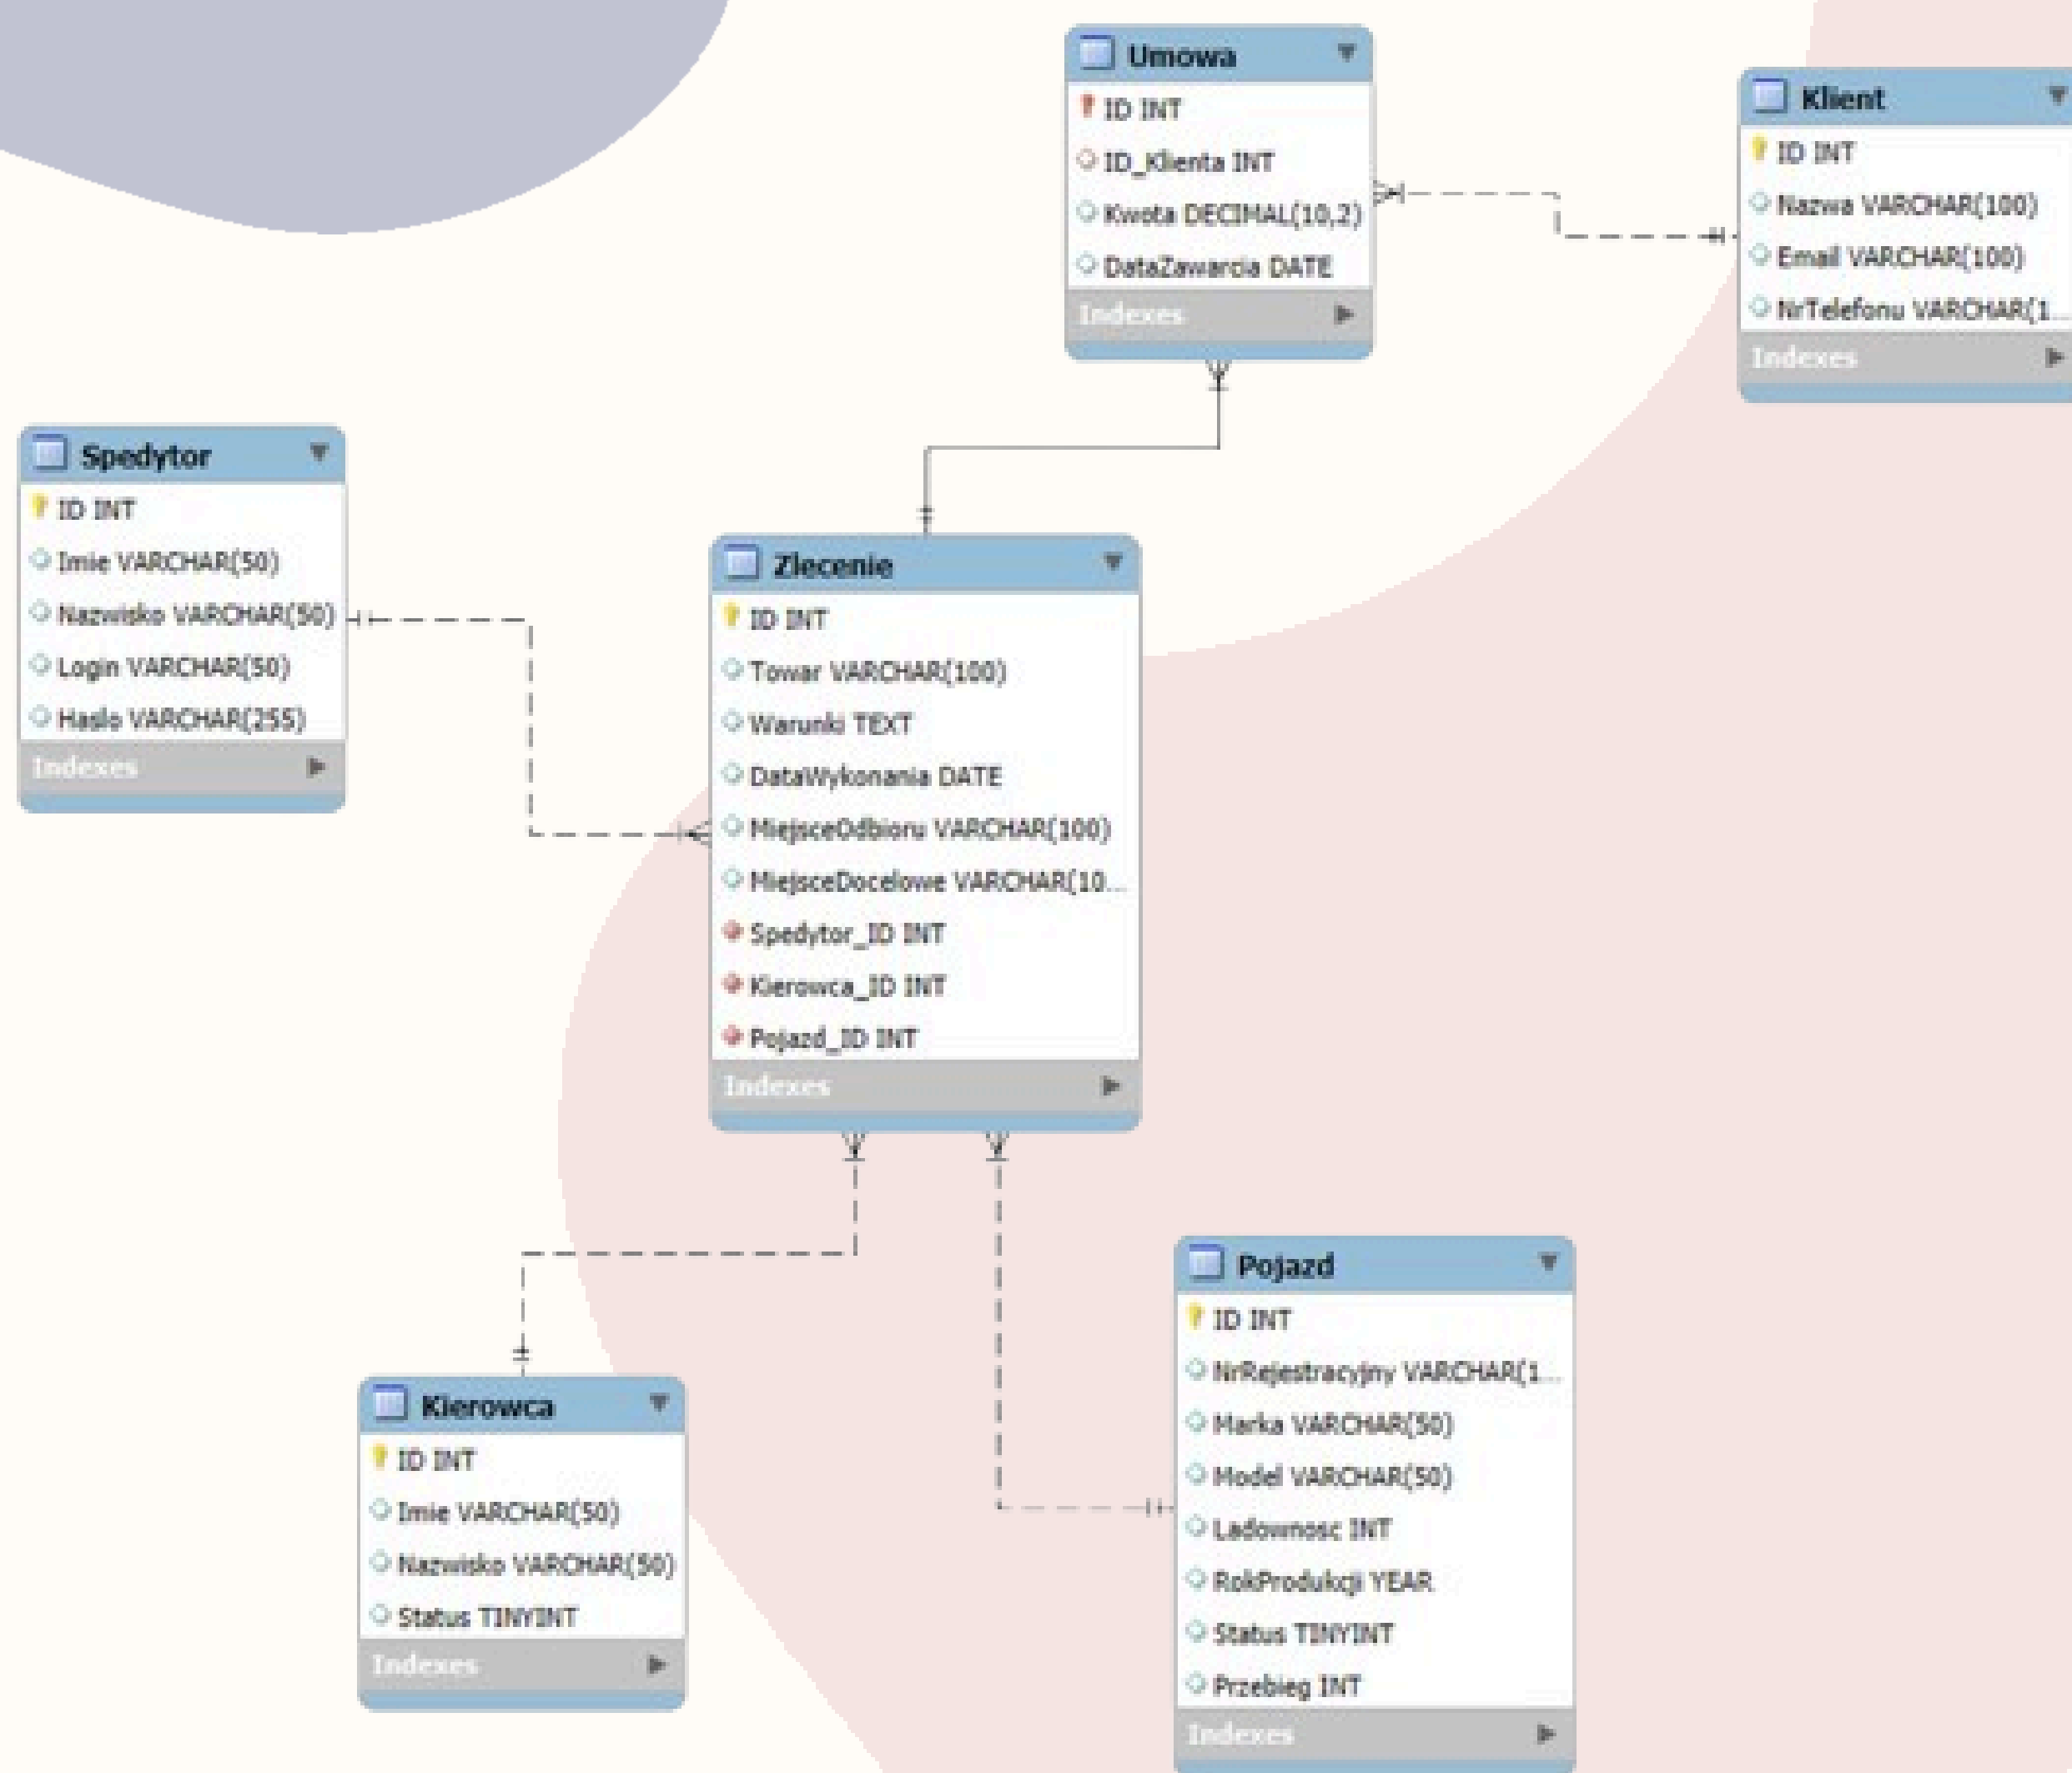 Umowa
ID INT
ID_Klienta INT
Kwota DECIMAL(10,2)
DataZawarcia DATE
Indexes
Klient
ID INT
Nazwa VARCHAR(100)
Email VARCHAR(100)
NrTelefonu VARCHAR(1...
Indexes
Spedytor
ID INT
Imie VARCHAR(50)
Nazwisko VARCHAR(50)
Login VARCHAR(50)
Haslo VARCHAR(255)
Indexes
Zlecenie
ID INT
Towar VARCHAR(100)
Warunki TEXT
DataWykonania DATE
MiejsceOdbioru VARCHAR(100)
MiejsceDocelowe VARCHAR(10...
Spedytor_ID INT
Kierowca_ID INT
Pojazd_ID INT
Indexes
Kierowca
ID INT
Imie VARCHAR(50)
Nazwisko VARCHAR(50)
Status TINYINT
Indexes
Pojazd
ID INT
NrRejestracyjny VARCHAR(1...
Marka VARCHAR(50)
Model VARCHAR(50)
Ladownosc INT
RokProdukcji YEAR
Status TINYINT
Przebieg INT
Indexes